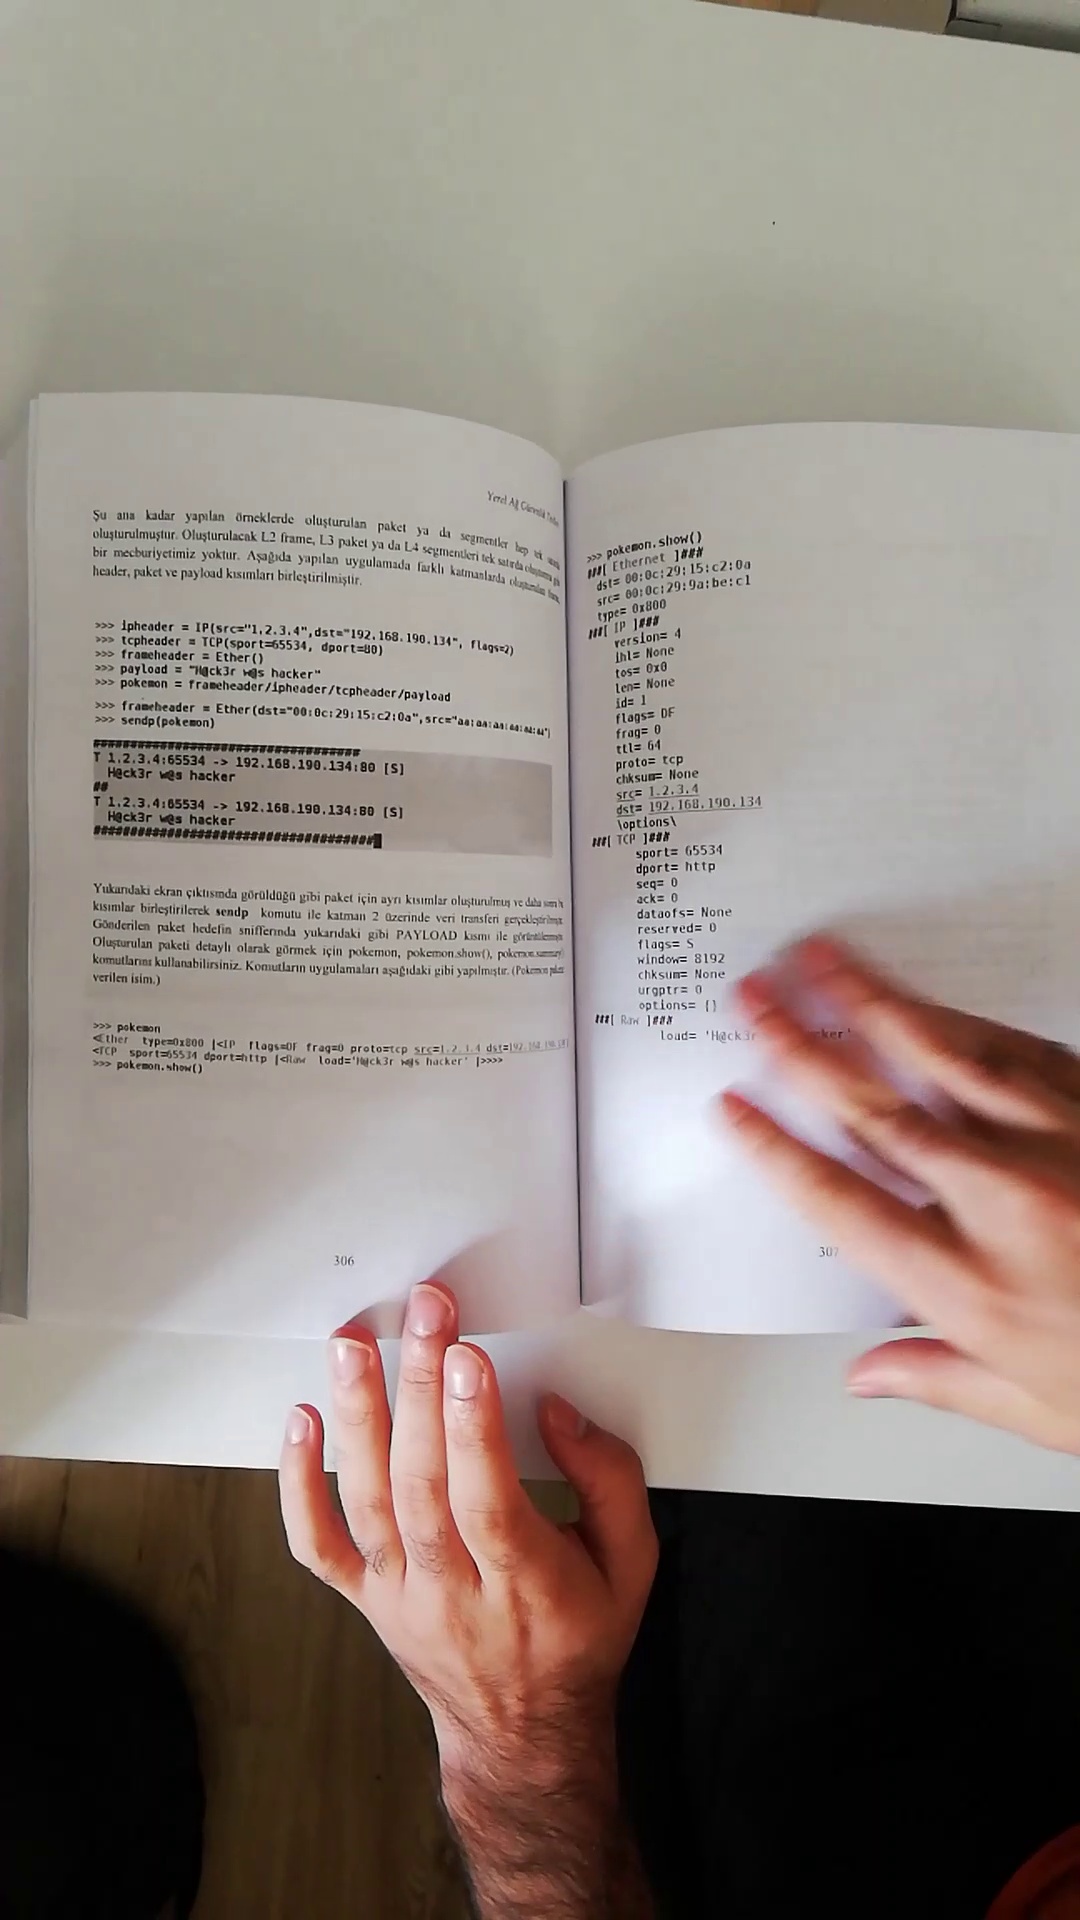 Yerel Ağ Güvenlik
Şu ana kadar yapılan örneklerde oluşturulan paket ya da segmentler hep tek
oluşturulmuştur. Oluşturulacak L2 frame, L3 paket ya da L4 segmentleri tek satırda
bir mecburiyetimiz yoktur. Aşağıda yapılan uygulamada farklı katmanlarda oluşturulan
header, paket ve payload kısımları birleştirilmiştir.
>>> ipheader = IP(src="1.2.3.4",dst="192.168.190.134", flags=2)
>>> tcpheader = TCP(sport=65534, dport=80)
>>> frameheader = Ether()
>>> payload = "H@ck3r w@s hacker"
>>> pokemon = frameheader/ipheader/tcpheader/payload
>>> frameheader = Ether(dst="00:0c:29:15:c2:0a",src="aa:aa:aa:aa:aa:aa")
>>> sendp(pokemon)
T 1.2.3.4:65534 -> 192.168.190.134:80 [S]
H@ck3r w@s hacker
##
T 1.2.3.4:65534 -> 192.168.190.134:80 [S]
H@ck3r w@s hacker
Yukarıdaki ekran çıktısında görüldüğü gibi paket için ayrı kısımlar oluşturulmuş ve daha sonra
kısımlar birleştirilerek sendp komutu ile katman 2 üzerinde veri transferi gerçekleştirilmiştir.
Gönderilen paket hedefin snifferında yukarıdaki gibi PAYLOAD kısmı ile görüntülenmiştir.
Oluşturulan paketi detaylı olarak görmek için pokemon, pokemon.show(), pokemon.summary()
komutlarını kullanabilirsiniz. Komutların uygulamaları aşağıdaki gibi yapılmıştır. (Pokemon
verilen isim.)
>>> pokemon
<Ether type=0x800 |<IP flags=DF frag=0 proto=tcp src=1.2.3.4 dst=192.168.190.134
<TCP sport=65534 dport=http |<Raw load='H@ck3r w@s hacker' |>>>>
>>> pokemon.show()
306
>>> pokemon.show()
###[ Ethernet ]###
dst= 00:0c:29:15:c2:0a
src= 00:0c:29:9a:be:c1
type= 0x800
###[ IP ]###
version= 4
ihl= None
tos= 0x0
len= None
id= 1
flags= DF
frag= 0
ttl= 64
proto= tcp
chksum= None
src= 1.2.3.4
dst= 192.168.190.134
\options\
###[ TCP ]###
sport= 65534
dport= http
seq= 0
ack= 0
dataofs= None
reserved= 0
flags= S
window= 8192
chksum= None
urgptr= 0
options= {}
###[ Raw ]###
load= 'H@ck3r
307